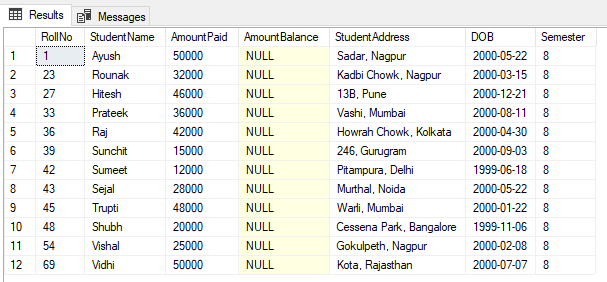 Results Messages
RollNo StudentName AmountPaid AmountBalance StudentAddress DOB Semester
1 1 Ayush 50000 NULL Sadar, Nagpur 2000-05-22 8
2 23 Rounak 32000 NULL Kadbi Chowk, Nagpur 2000-03-15 8
3 27 Hitesh 46000 NULL 13B, Pune 2000-12-21 8
4 33 Prateek 36000 NULL Vashi, Mumbai 2000-08-11 8
5 36 Raj 42000 NULL Howrah Chowk, Kolkata 2000-04-30 8
6 39 Sunchit 15000 NULL 246, Gurugram 2000-09-03 8
7 42 Sumeet 12000 NULL Pitampura, Delhi 1999-06-18 8
8 43 Sejal 28000 NULL Murthal, Noida 2000-05-22 8
9 45 Trupti 48000 NULL Warli, Mumbai 2000-01-22 8
10 48 Shubh 20000 NULL Cessena Park, Bangalore 1999-11-06 8
11 54 Vishal 25000 NULL Gokulpeth, Nagpur 2000-02-08 8
12 69 Vidhi 50000 NULL Kota, Rajasthan 2000-07-07 8